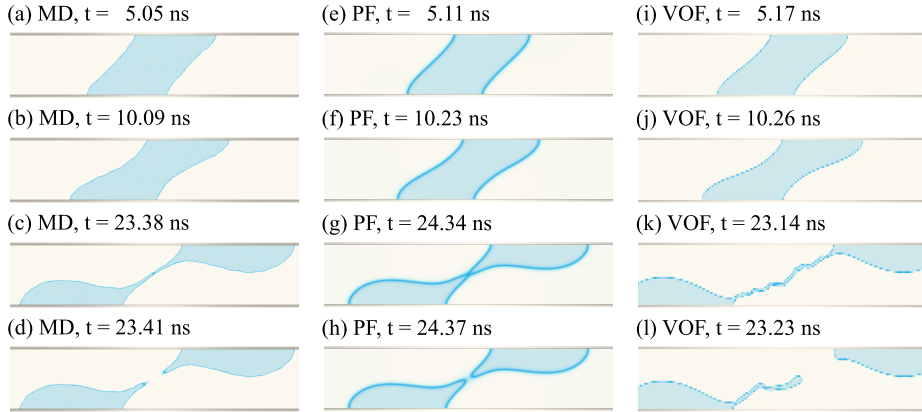 (a) MD, t = 5.05 ns
(e) PF, t = 5.11 ns
(i) VOF, t = 5.17 ns
(b) MD, t = 10.09 ns
(f) PF, t = 10.23 ns
(j) VOF, t = 10.26 ns
(c) MD, t = 23.38 ns
(g) PF, t = 24.34 ns
(k) VOF, t = 23.14 ns
(d) MD, t = 23.41 ns
(h) PF, t = 24.37 ns
(l) VOF, t = 23.23 ns